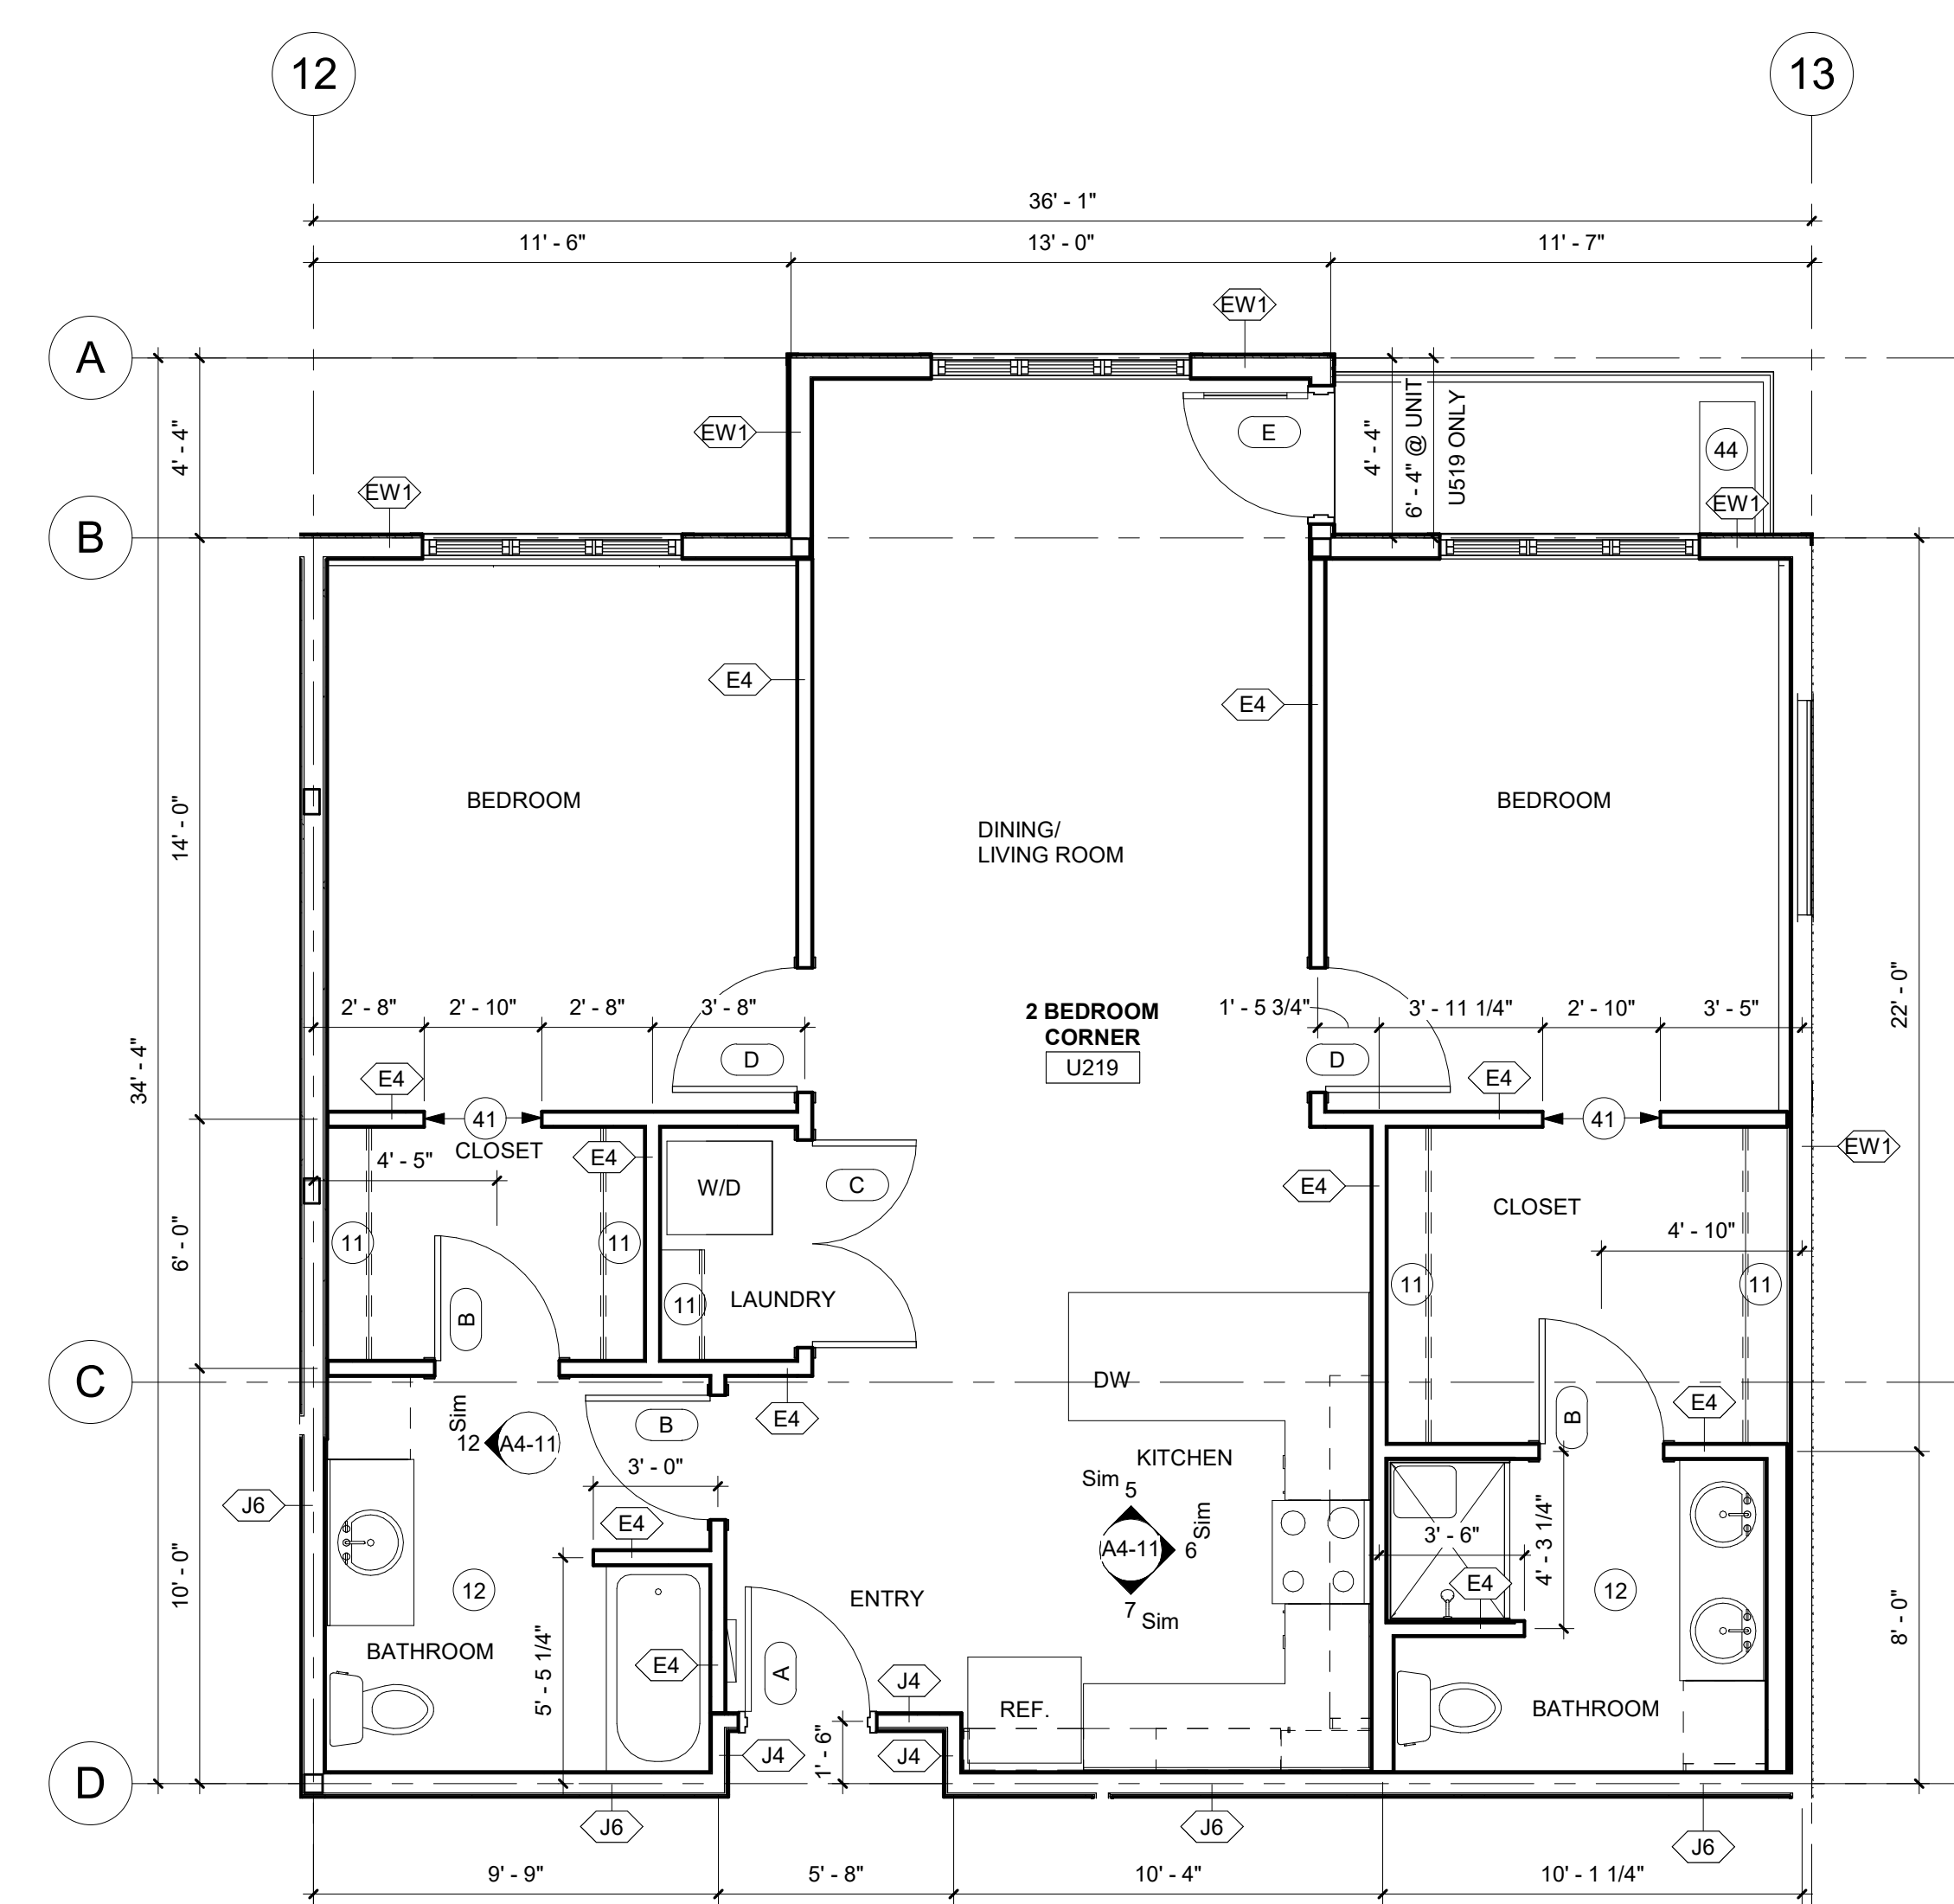 12
13
36' - 1"
11' - 6"
13' - 0"
11' - 7"
EW1
A
4' - 4"
EW1
E
4' - 4"
6' - 4" @ UNIT
U519 ONLY
44
EW1
EW1
B
E4
E4
BEDROOM
BEDROOM
DINING/
LIVING ROOM
14' - 0"
34' - 4"
22' - 0"
2' - 8"
2' - 10"
2' - 8"
3' - 8"
2 BEDROOM
CORNER
U219
1' - 5 3/4"
3' - 11 1/4"
2' - 10"
3' - 5"
D
D
E4
E4
41
41
CLOSET
4' - 5"
E4
W/D
C
E4
EW1
CLOSET
4' - 10"
6' - 0"
11
11
11
LAUNDRY
11
11
B
C
DW
E4
B
E4
B
Sim
12
A4-11
3' - 0"
KITCHEN
Sim
5
A4-11
6
Sim
7
Sim
J6
E4
3' - 6"
4' - 3 1/4"
E4
12
12
10' - 0"
8' - 0"
ENTRY
BATHROOM
5' - 5 1/4"
E4
A
J4
J4
J4
1' - 6"
REF.
BATHROOM
D
J6
J6
J6
9' - 9"
5' - 8"
10' - 4"
10' - 1 1/4"